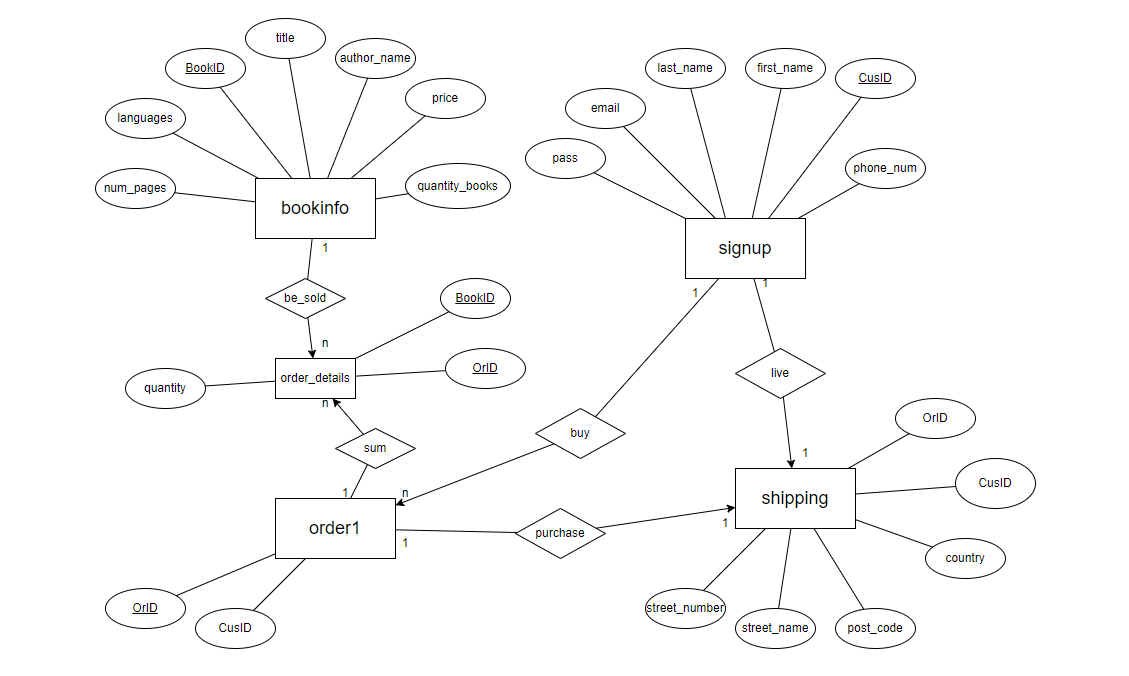 title
author_name
BookID
price
languages
num_pages
quantity_books
bookinfo
1
last_name
first_name
CusID
email
pass
phone_num
signup
1
1
be_sold
n
BookID
order_details
OrID
quantity
n
sum
1
buy
n
live
1
OrID
CusID
shipping
country
order1
1
purchase
1
OrID
CusID
street_number
street_name
post_code